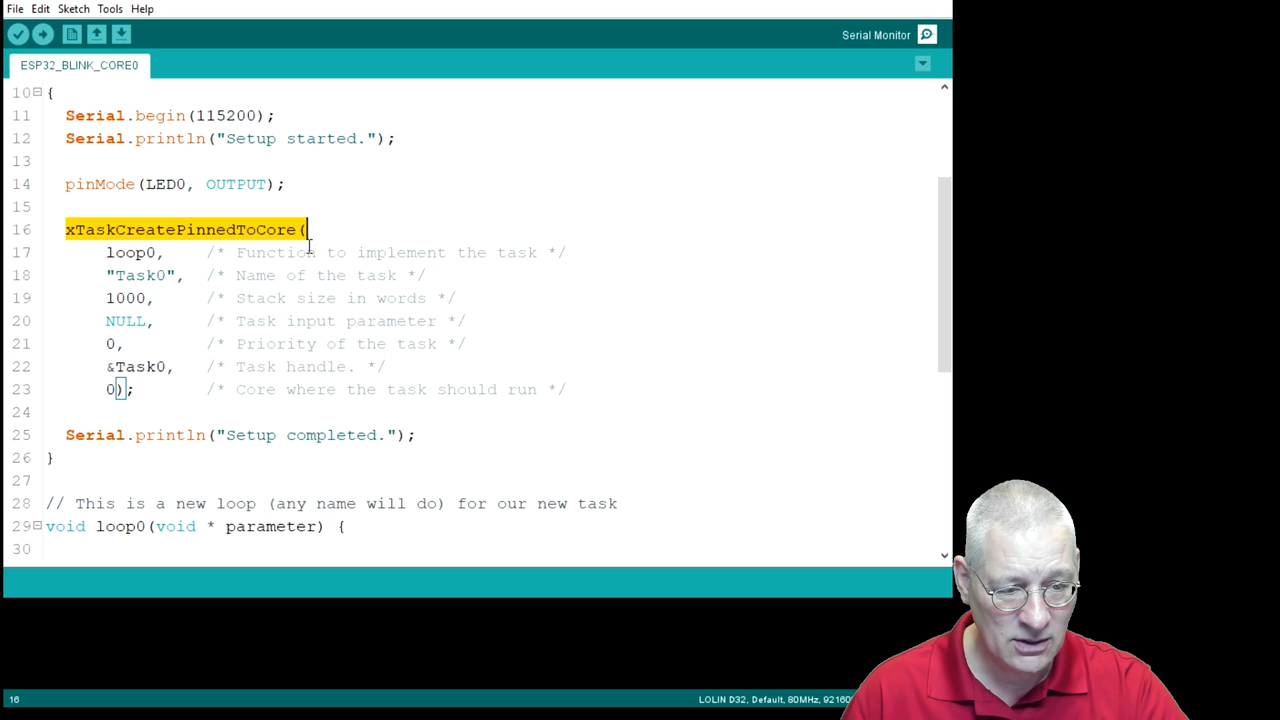 File Edit Sketch Tools Help
Serial Monitor
ESP32_BLINK_CORE0
10 {
11 Serial.begin(115200);
12 Serial.println("Setup started.");
13
14 pinMode(LED0, OUTPUT);
15
16 xTaskCreatePinnedToCore(
17 loop0, /* Function to implement the task */
18 "Task0", /* Name of the task */
19 1000, /* Stack size in words */
20 NULL, /* Task input parameter */
21 0, /* Priority of the task */
22 &Task0, /* Task handle. */
23 0); /* Core where the task should run */
24
25 Serial.println("Setup completed.");
26 }
27
28 // This is a new loop (any name will do) for our new task
29 void loop0(void * parameter) {
30
16 LOLIN D32, Default, 80MHz,